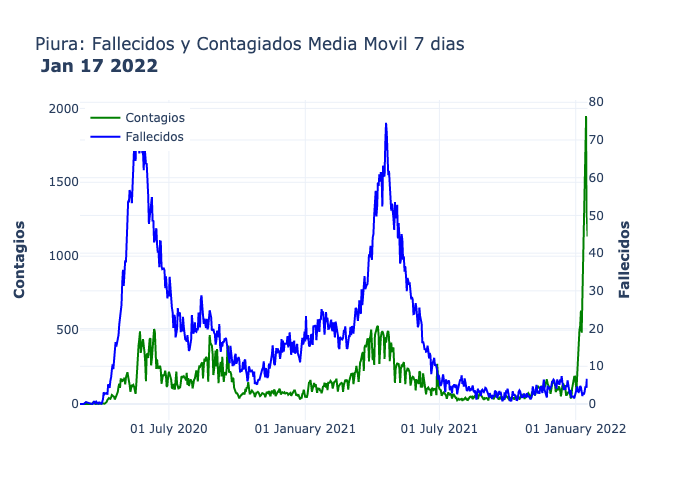 Piura: Fallecidos y Contagiados Media Movil 7 dias
Jan 17 2022
Contagios
Fallecidos
2000
1500
1000
500
0
80
70
60
50
40
30
20
10
0
Contagios
Fallecidos
01 July 2020
01 January 2021
01 July 2021
01 January 2022